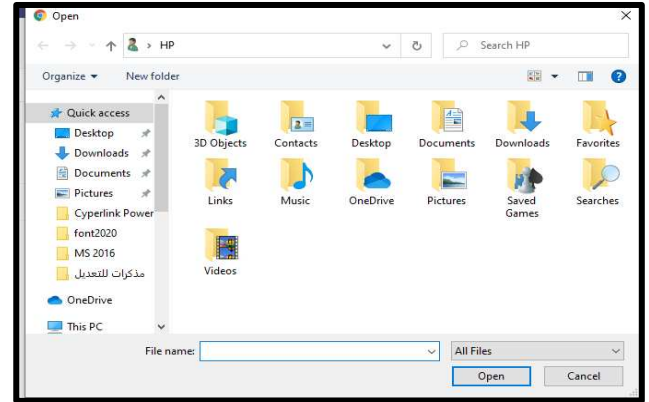 Open
HP
Search HP
Organize
New folder
Quick access
Desktop
Downloads
Documents
Pictures
Cyperlink Power
font2020
MS 2016
مذكرات للتعديل
OneDrive
This PC
3D Objects
Contacts
Desktop
Documents
Downloads
Favorites
Links
Music
OneDrive
Pictures
Saved
Games
Searches
Videos
File name:
All Files
Open
Cancel